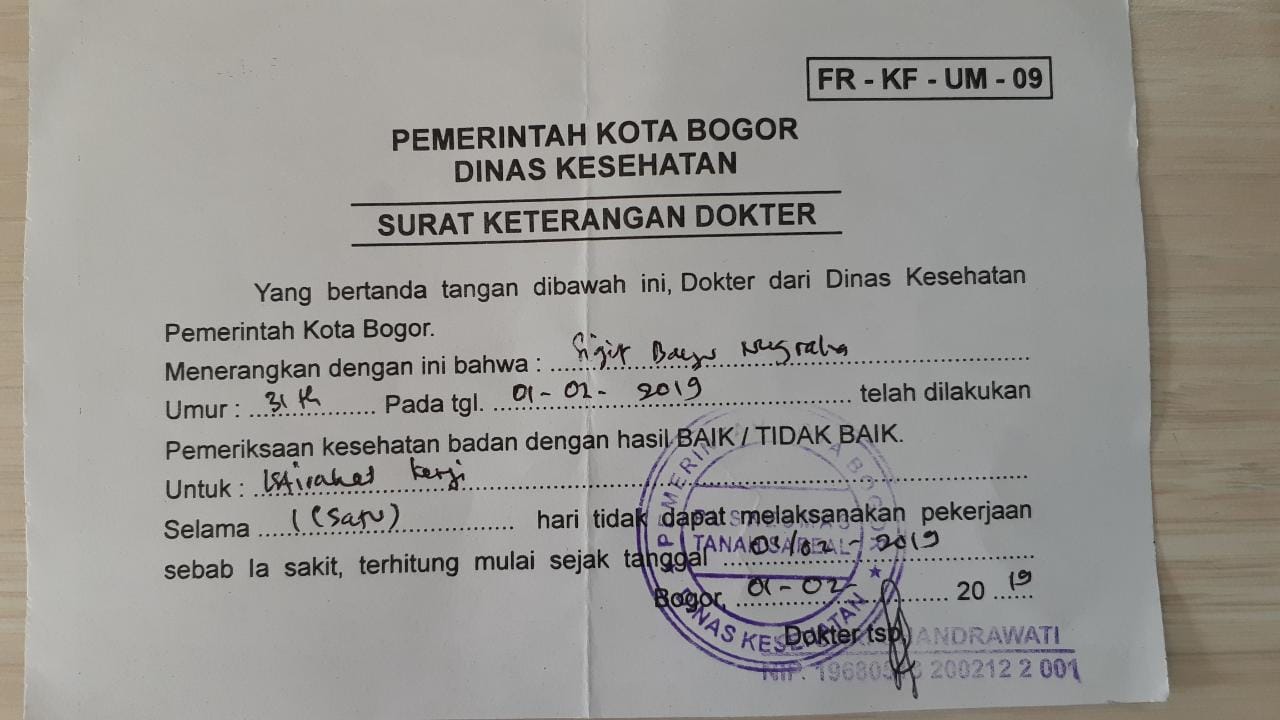 FR - KF - UM - 09
PEMERINTAH KOTA BOGOR
DINAS KESEHATAN
SURAT KETERANGAN DOKTER
Yang bertanda tangan dibawah ini, Dokter dari Dinas Kesehatan
Pemerintah Kota Bogor.
Menerangkan dengan ini bahwa : Sigit Bayu Nugraha
Umur : 31 th Pada tgl. 01-02-2019 telah dilakukan
Pemeriksaan kesehatan badan dengan hasil BAIK / TIDAK BAIK.
Untuk : Istirahat kerja
Selama 1 (satu) hari tidak dapat melaksanakan pekerjaan
sebab Ia sakit, terhitung mulai sejak tanggal 01/02-2019
Bogor, 01-02- 20 19
Dokter tsb,
ANDRAWATI
NIP. 200212 2 001
PEMERINTAH KOTA BOGOR
TANAH SAREAL
DINAS KESEHATAN